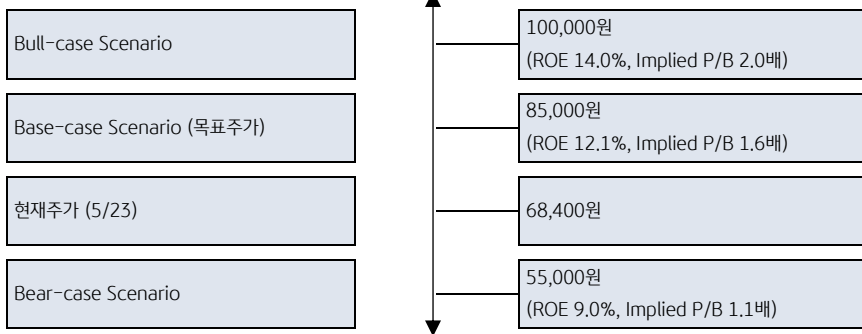 Bull-case Scenario
100,000원
(ROE 14.0%, Implied P/B 2.0배)
Base-case Scenario (목표주가)
85,000원
(ROE 12.1%, Implied P/B 1.6배)
현재주가 (5/23)
68,400원
Bear-case Scenario
55,000원
(ROE 9.0%, Implied P/B 1.1배)